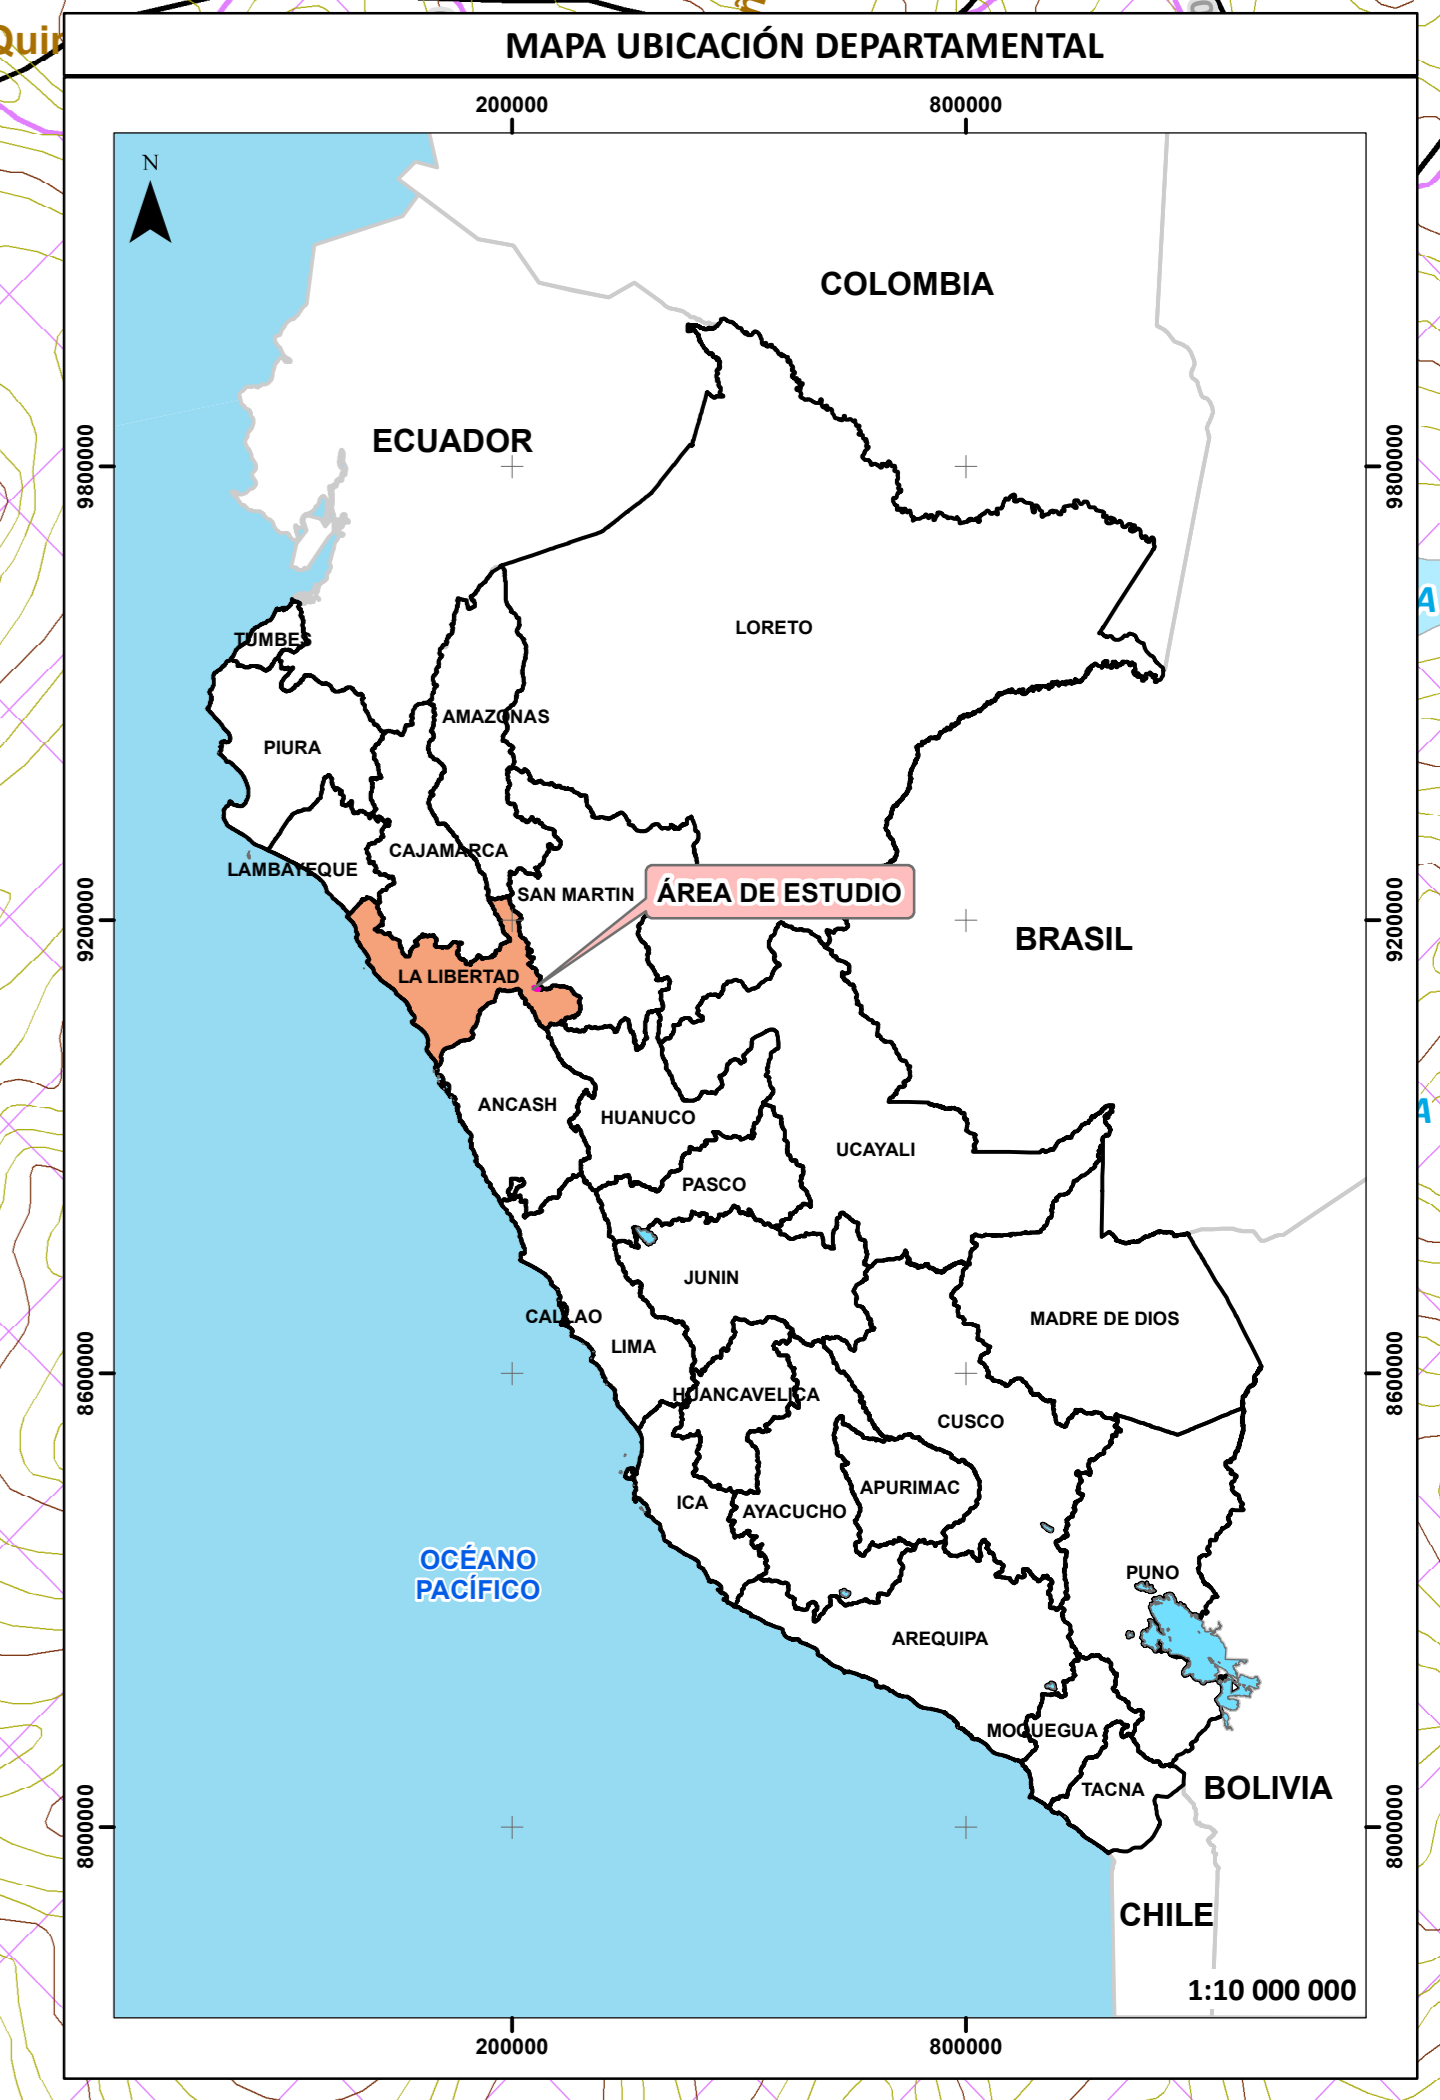 Quir
MAPA UBICACIÓN DEPARTAMENTAL
200000
800000
N
COLOMBIA
ECUADOR
9800000
9800000
TUMBES
LORETO
AMAZONAS
PIURA
CAJAMARCA
LAMBAYEQUE
SAN MARTIN
ÁREA DE ESTUDIO
9200000
9200000
BRASIL
LA LIBERTAD
ANCASH
HUANUCO
UCAYALI
PASCO
JUNIN
CALLAO
MADRE DE DIOS
LIMA
8600000
8600000
HUANCAVELICA
CUSCO
APURIMAC
ICA
AYACUCHO
OCÉANO
PACÍFICO
PUNO
AREQUIPA
MOQUEGUA
TACNA
BOLIVIA
8000000
8000000
CHILE
1:10 000 000
200000
800000